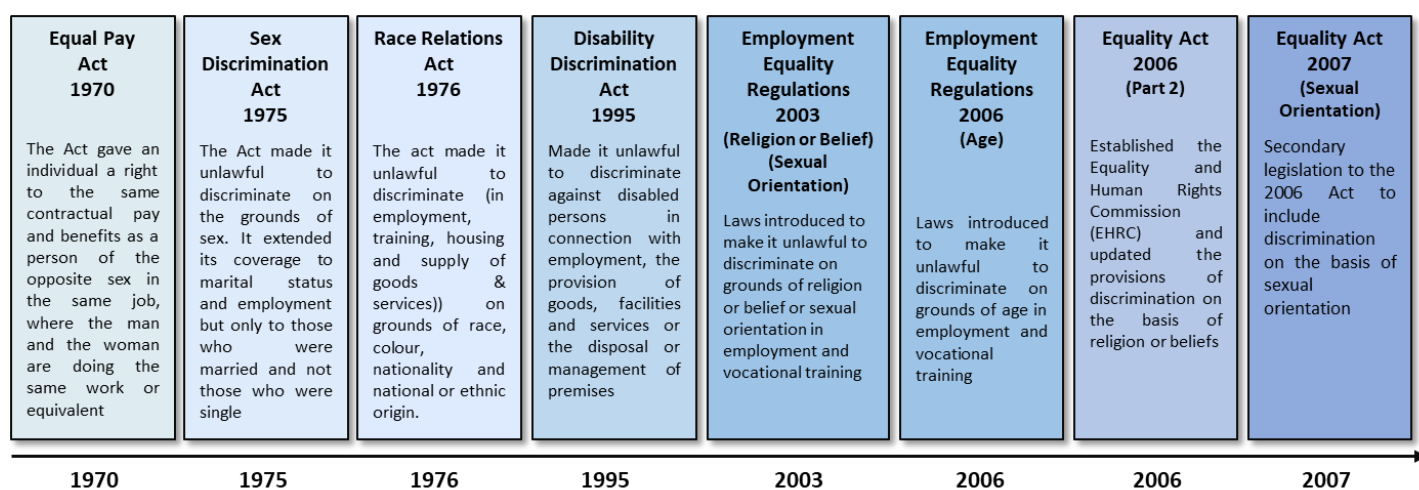 Equal Pay
Act
1970
The Act gave an
individual a right
to the same
contractual pay
and benefits as a
person of the
opposite sex in
the same job,
where the man
and the woman
are doing the
same work or
equivalent
Sex
Discrimination
Act
1975
The Act made it
unlawful to
discriminate on
the grounds of
sex. It extended
its coverage to
marital status
and employment
but only to those
who were
married and not
those who were
single
Race Relations
Act
1976
The act made it
unlawful to
discriminate (in
employment,
training, housing
and supply of
goods &
services)) on
grounds of race,
colour,
nationality and
national or ethnic
origin.
Disability
Discrimination
Act
1995
Made it unlawful
to discriminate
against disabled
persons in
connection with
employment, the
provision of
goods, facilities
and services or
the disposal or
management of
premises
Employment
Equality
Regulations
2003
(Religion or Belief)
(Sexual
Orientation)
Laws introduced to
make it unlawful to
discriminate on
grounds of religion
or belief or sexual
orientation in
employment and
vocational training
Employment
Equality
Regulations
2006
(Age)
Laws introduced
to make it
unlawful to
discriminate on
grounds of age in
employment and
vocational
training
Equality Act
2006
(Part 2)
Established the
Equality and
Human Rights
Commission
(EHRC) and
updated the
provisions of
discrimination on
the basis of
religion or beliefs
Equality Act
2007
(Sexual
Orientation)
Secondary
legislation to the
2006 Act to
include
discrimination
on the basis of
sexual
orientation
1970
1975
1976
1995
2003
2006
2006
2007